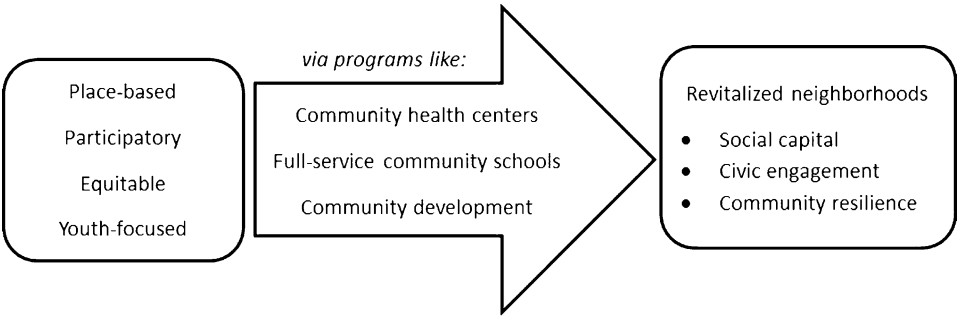 Place-based
Participatory
Equitable
Youth-focused
via programs like:
Community health centers
Full-service community schools
Community development
Revitalized neighborhoods
● Social capital
● Civic engagement
● Community resilience